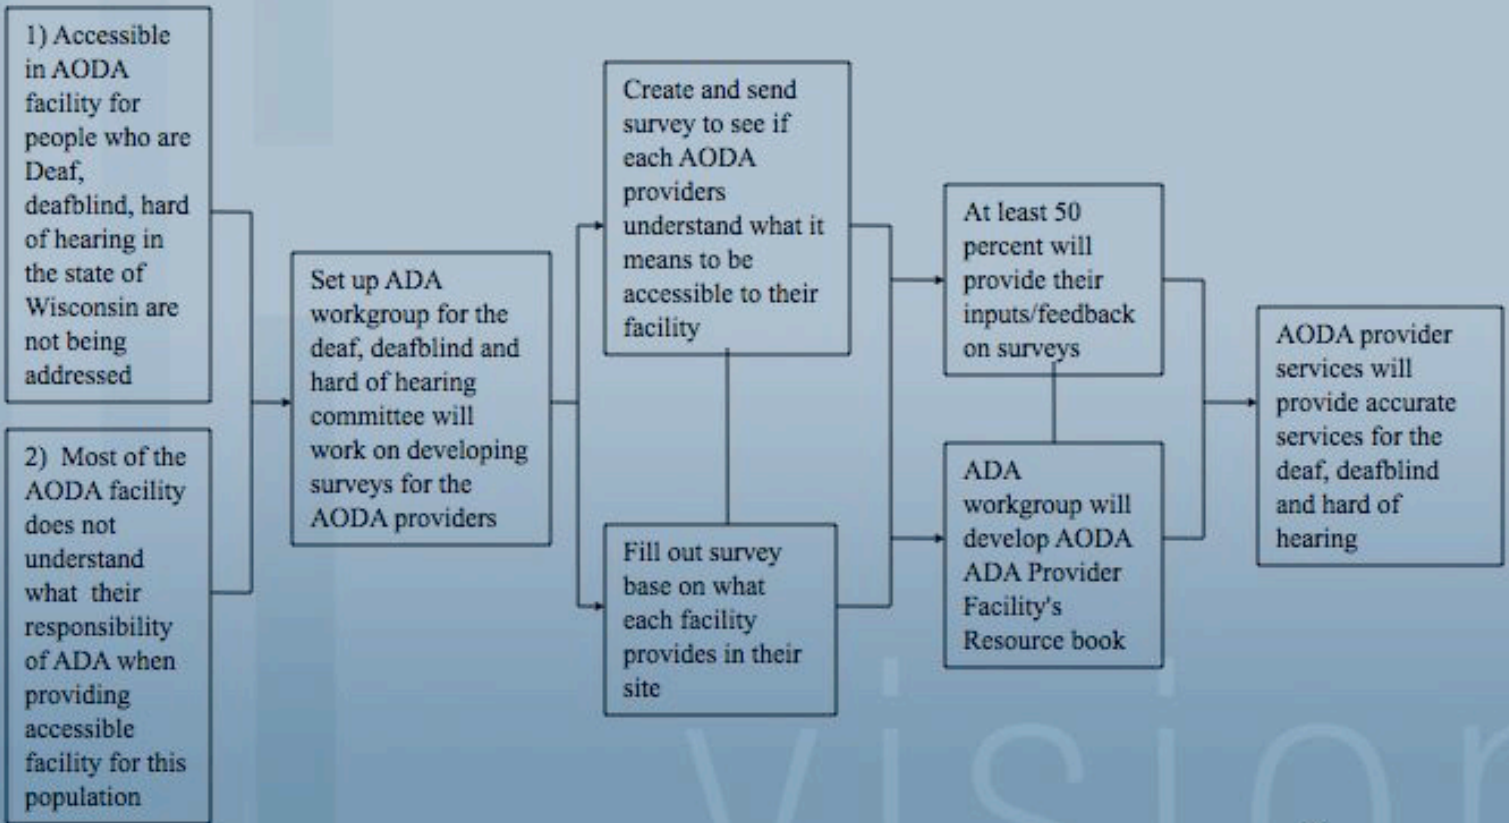 1) Accessible
in AODA
facility for
people who are
Deaf,
deafblind, hard
of hearing in
the state of
Wisconsin are
not being
addressed
2) Most of the
AODA facility
does not
understand
what their
responsibility
of ADA when
providing
accessible
facility for this
population
Set up ADA
workgroup for the
deaf, deafblind and
hard of hearing
committee will
work on developing
surveys for the
AODA providers
Create and send
survey to see if
each AODA
providers
understand what it
means to be
accessible to their
facility
Fill out survey
base on what
each facility
provides in their
site
At least 50
percent will
provide their
inputs/feedback
on surveys
ADA
workgroup will
develop AODA
ADA Provider
Facility's
Resource book
AODA provider
services will
provide accurate
services for the
deaf, deafblind
and hard of
hearing